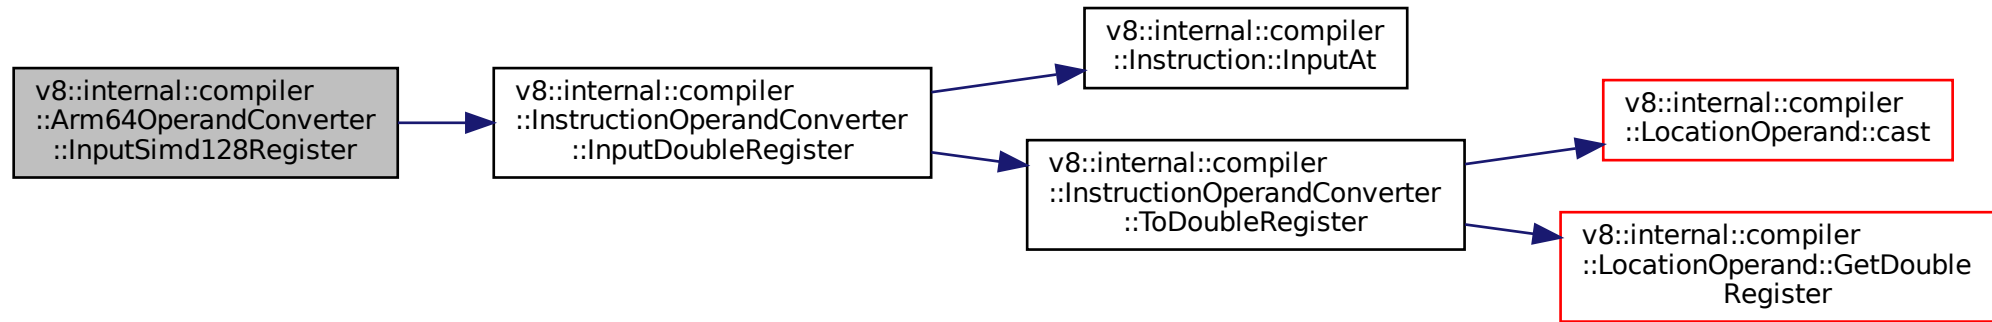 v8::internal::compiler
::Arm64OperandConverter
::InputSimd128Register
v8::internal::compiler
::InstructionOperandConverter
::InputDoubleRegister
v8::internal::compiler
::Instruction::InputAt
v8::internal::compiler
::InstructionOperandConverter
::ToDoubleRegister
v8::internal::compiler
::LocationOperand::cast
v8::internal::compiler
::LocationOperand::GetDouble
Register